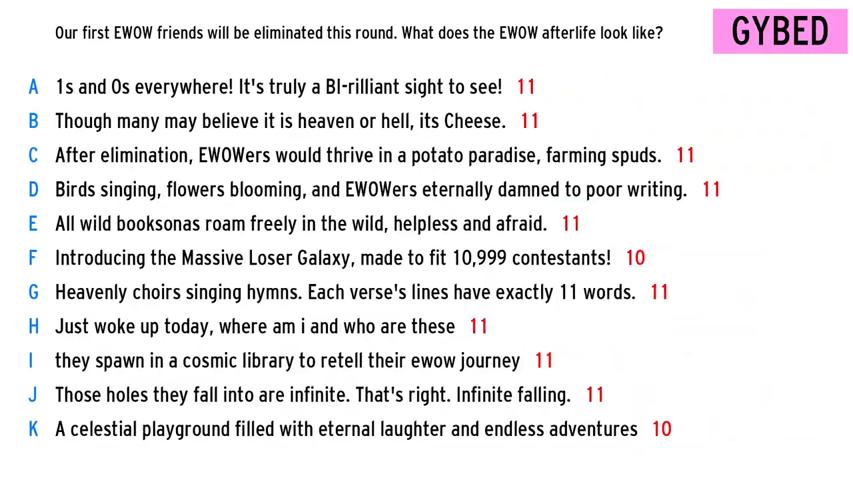 Our first EWOW friends will be eliminated this round. What does the EWOW afterlife look like?
GYBED
A 1s and 0s everywhere! It's truly a BI-rilliant sight to see! 11
B Though many may believe it is heaven or hell, its Cheese. 11
C After elimination, EWOWers would thrive in a potato paradise, farming spuds. 11
D Birds singing, flowers blooming, and EWOWers eternally damned to poor writing. 11
E All wild booksonas roam freely in the wild, helpless and afraid. 11
F Introducing the Massive Loser Galaxy, made to fit 10,999 contestants! 10
G Heavenly choirs singing hymns. Each verse's lines have exactly 11 words. 11
H Just woke up today, where am i and who are these 11
I they spawn in a cosmic library to retell their ewow journey 11
J Those holes they fall into are infinite. That's right. Infinite falling. 11
K A celestial playground filled with eternal laughter and endless adventures 10